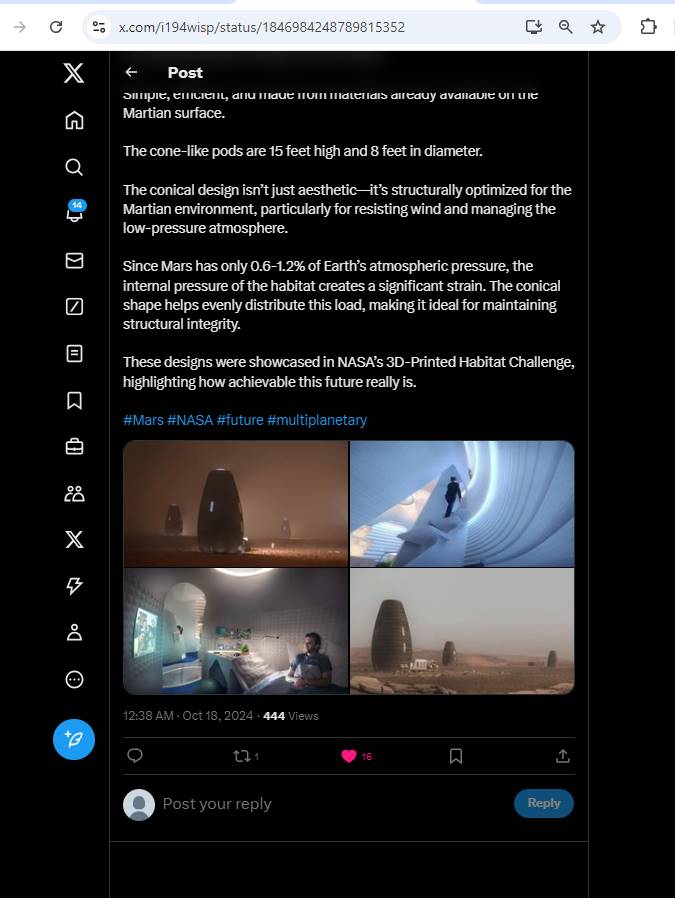 x.com/i194wisp/status/1846984248789815352
Post
Simple, efficient, and made from materials already available on the
Martian surface.
The cone-like pods are 15 feet high and 8 feet in diameter.
The conical design isn’t just aesthetic—it’s structurally optimized for the
Martian environment, particularly for resisting wind and managing the
low-pressure atmosphere.
Since Mars has only 0.6-1.2% of Earth’s atmospheric pressure, the
internal pressure of the habitat creates a significant strain. The conical
shape helps evenly distribute this load, making it ideal for maintaining
structural integrity.
These designs were showcased in NASA’s 3D-Printed Habitat Challenge,
highlighting how achievable this future really is.
#Mars #NASA #future #multiplanetary
14
12:38 AM · Oct 18, 2024 · 444 Views
1 16
Post your reply Reply